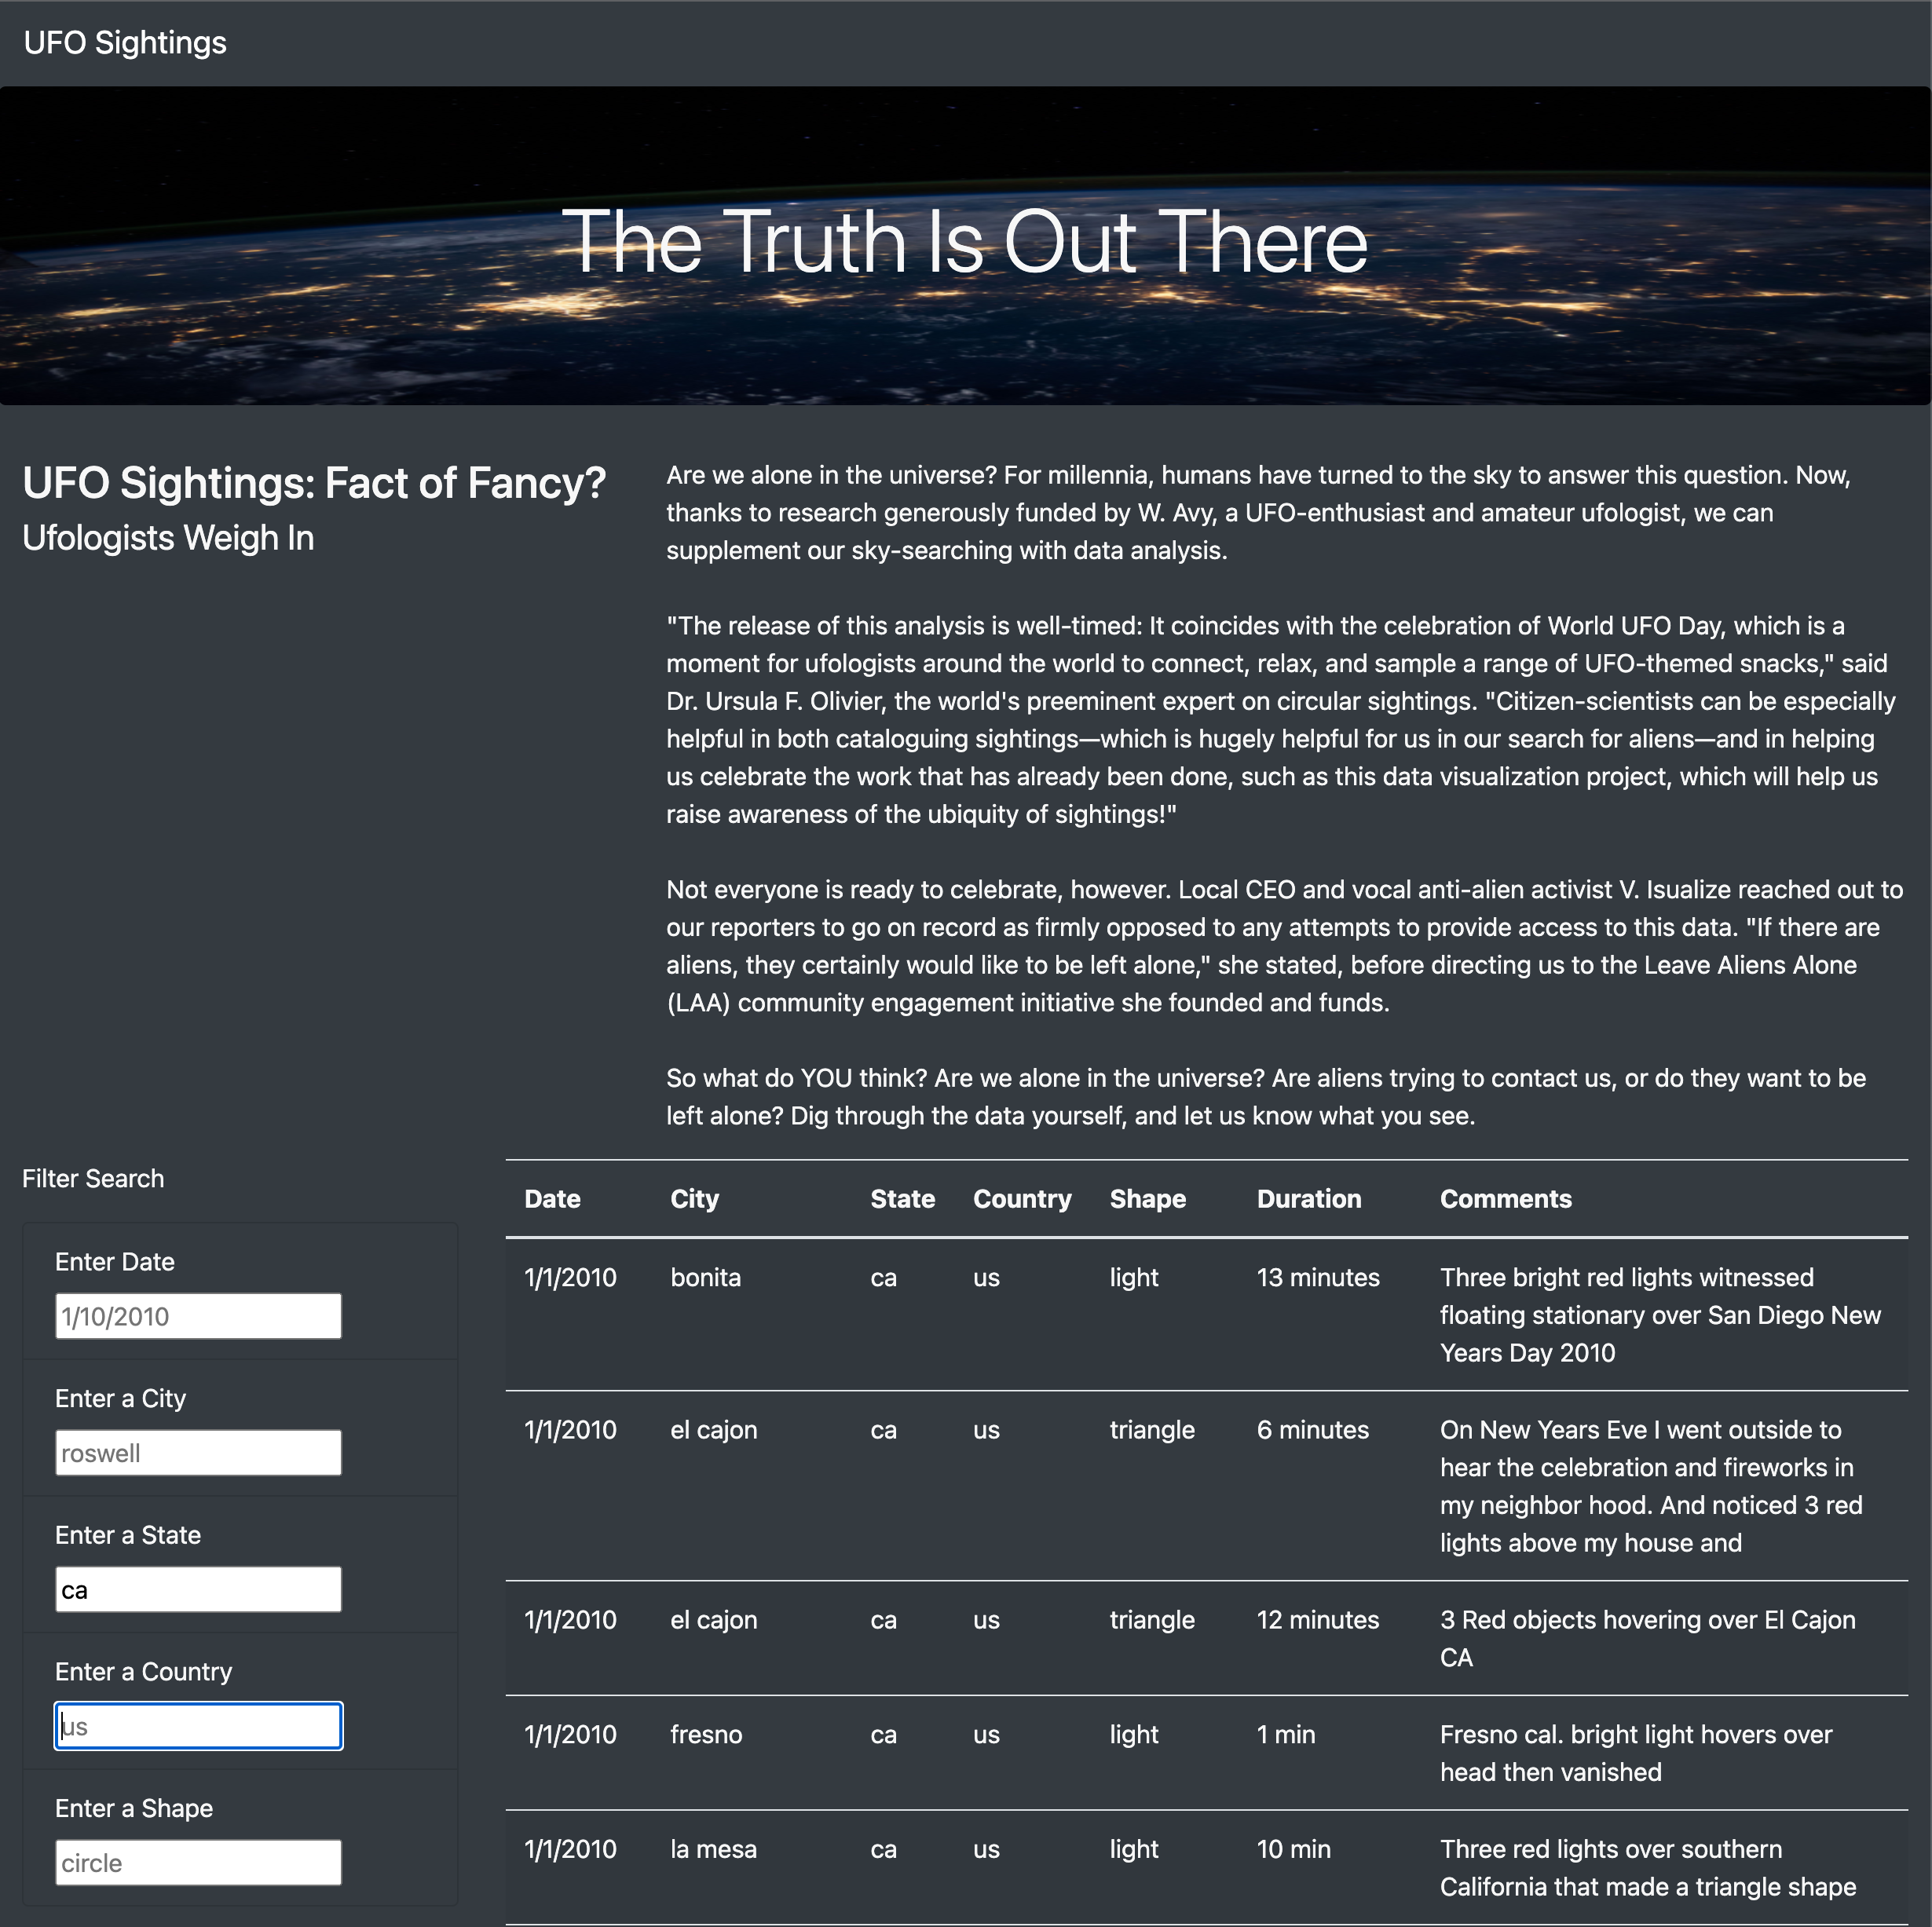 UFO Sightings
The Truth Is Out There
UFO Sightings: Fact of Fancy?
Ufologists Weigh In
Are we alone in the universe? For millennia, humans have turned to the sky to answer this question. Now,
thanks to research generously funded by W. Avy, a UFO-enthusiast and amateur ufologist, we can
supplement our sky-searching with data analysis.
"The release of this analysis is well-timed: It coincides with the celebration of World UFO Day, which is a
moment for ufologists around the world to connect, relax, and sample a range of UFO-themed snacks," said
Dr. Ursula F. Olivier, the world's preeminent expert on circular sightings. "Citizen-scientists can be especially
helpful in both cataloguing sightings—which is hugely helpful for us in our search for aliens—and in helping
us celebrate the work that has already been done, such as this data visualization project, which will help us
raise awareness of the ubiquity of sightings!"
Not everyone is ready to celebrate, however. Local CEO and vocal anti-alien activist V. Isualize reached out to
our reporters to go on record as firmly opposed to any attempts to provide access to this data. "If there are
aliens, they certainly would like to be left alone," she stated, before directing us to the Leave Aliens Alone
(LAA) community engagement initiative she founded and funds.
So what do YOU think? Are we alone in the universe? Are aliens trying to contact us, or do they want to be
left alone? Dig through the data yourself, and let us know what you see.
Filter Search
Enter Date
1/10/2010
Enter a City
roswell
Enter a State
ca
Enter a Country
us
Enter a Shape
circle
Date City State Country Shape Duration Comments
1/1/2010 bonita ca us light 13 minutes Three bright red lights witnessed
floating stationary over San Diego New
Years Day 2010
1/1/2010 el cajon ca us triangle 6 minutes On New Years Eve I went outside to
hear the celebration and fireworks in
my neighbor hood. And noticed 3 red
lights above my house and
1/1/2010 el cajon ca us triangle 12 minutes 3 Red objects hovering over El Cajon
CA
1/1/2010 fresno ca us light 1 min Fresno cal. bright light hovers over
head then vanished
1/1/2010 la mesa ca us light 10 min Three red lights over southern
California that made a triangle shape